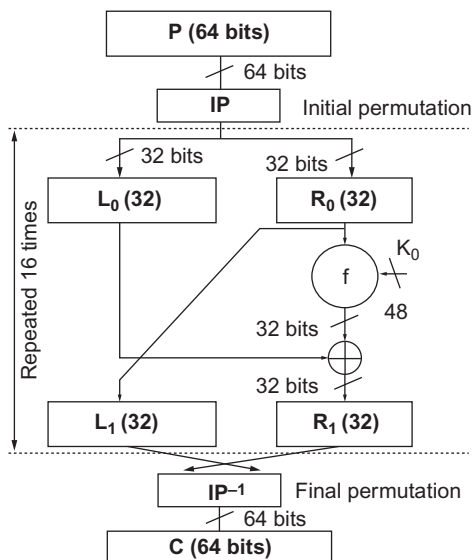 P (64 bits)
64 bits
IP
Initial permutation
32 bits
32 bits
L₀ (32)
R₀ (32)
Repeated 16 times
K₀
f
48
32 bits
32 bits
L₁ (32)
R₁ (32)
IP⁻¹
Final permutation
64 bits
C (64 bits)